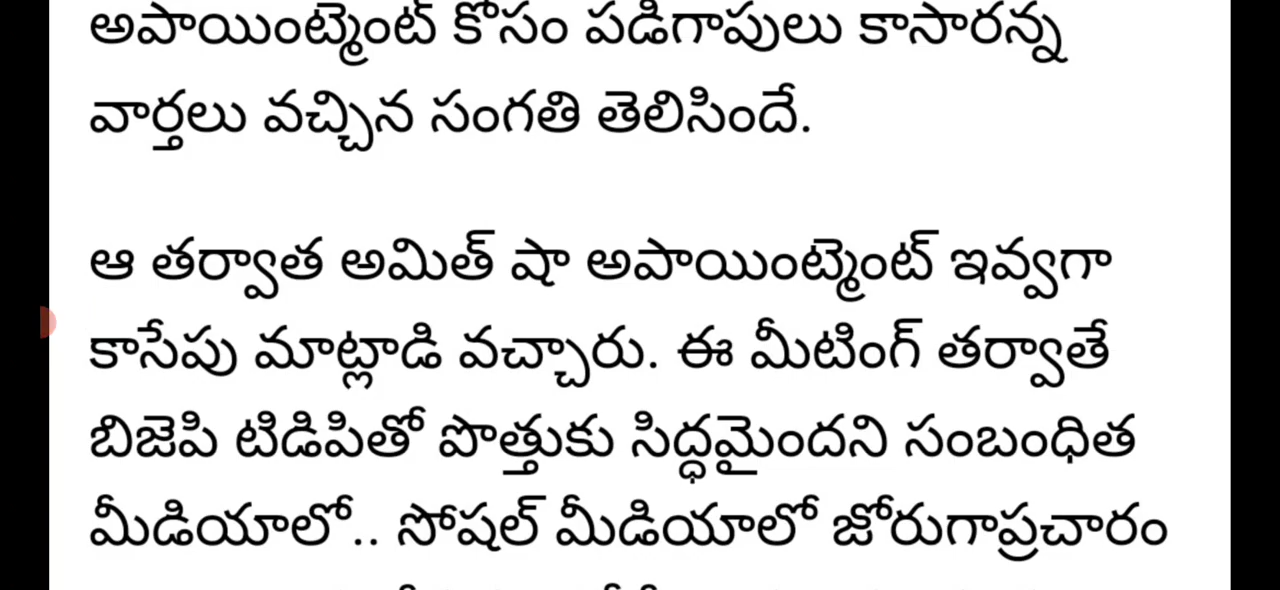 అపాయింట్మెంట్ కోసం పడిగాపులు కాసారన్న
వార్తలు వచ్చిన సంగతి తెలిసిందే.
ఆ తర్వాత అమిత్ షా అపాయింట్మెంట్ ఇవ్వగా
కాసేపు మాట్లాడి వచ్చారు. ఈ మీటింగ్ తర్వాతే
బిజెపి టిడిపితో పొత్తుకు సిద్ధమైందని సంబంధిత
మీడియాలో.. సోషల్ మీడియాలో జోరుగాప్రచారం